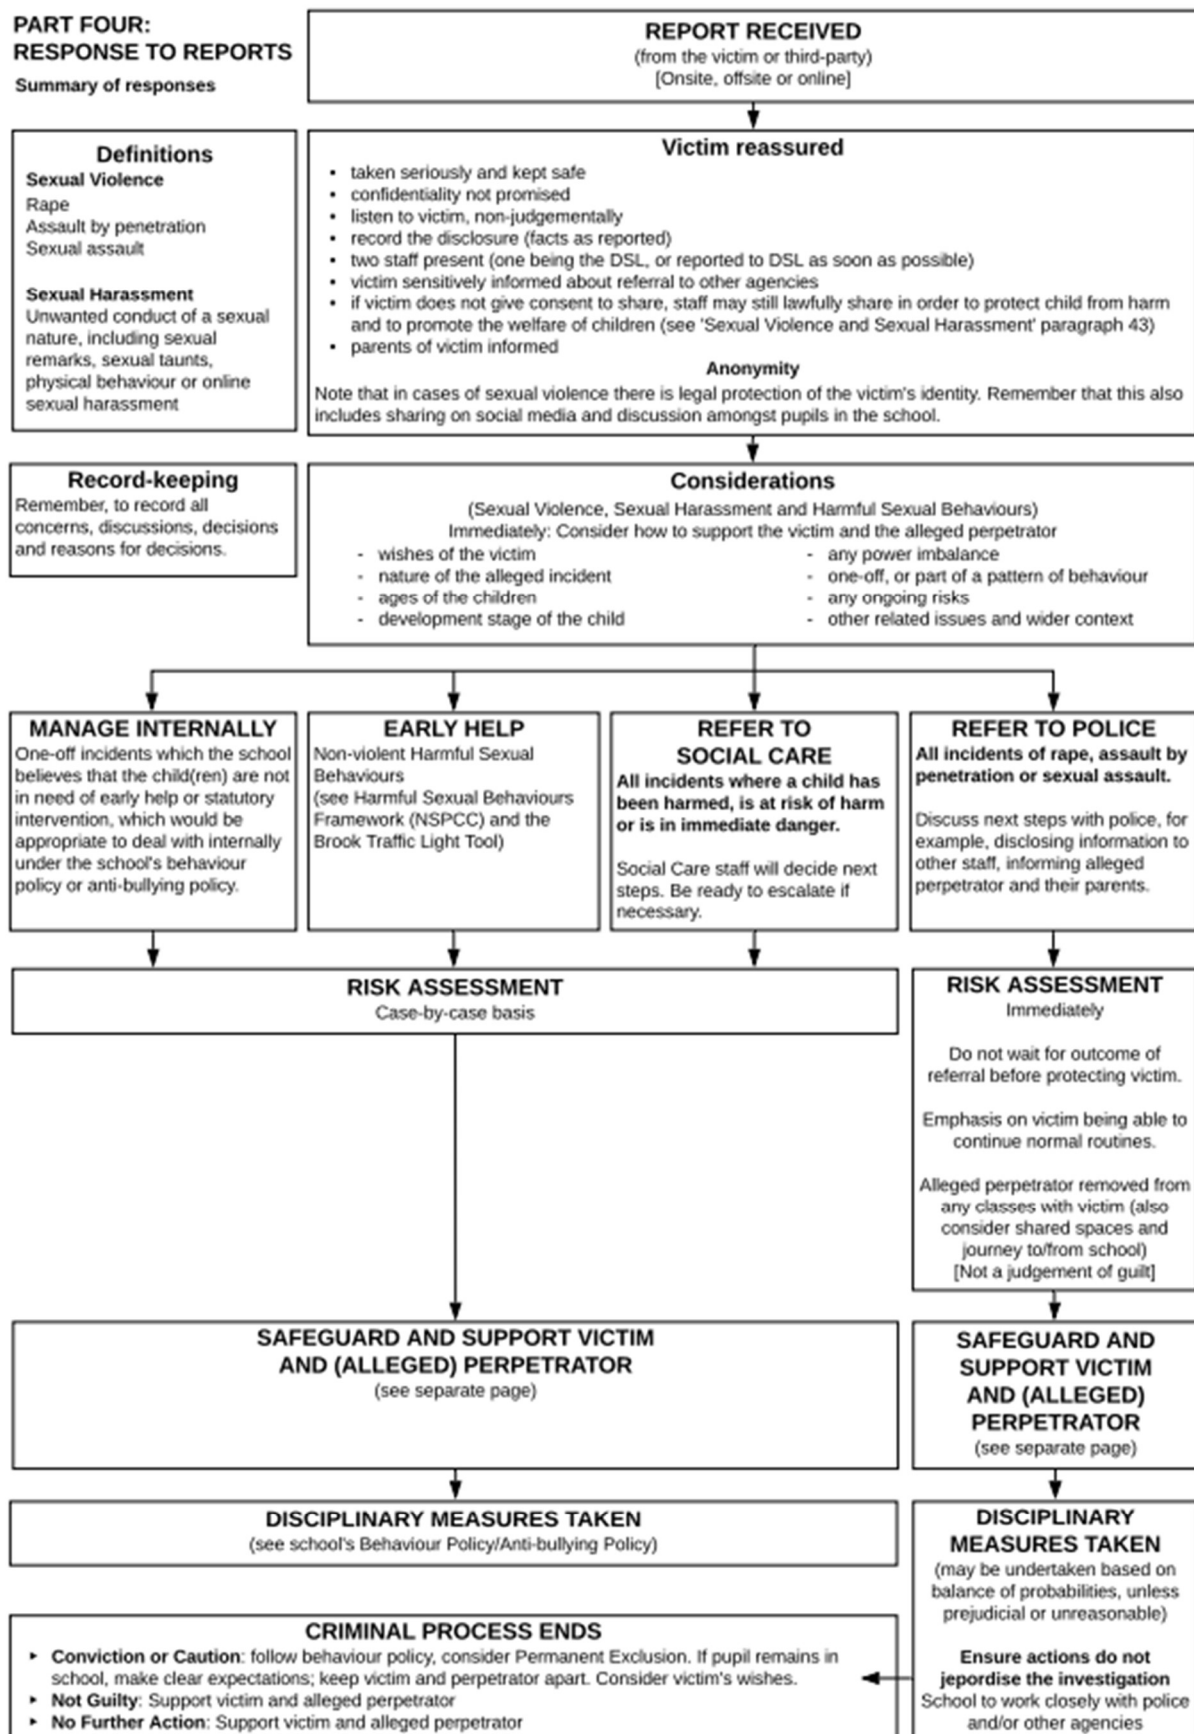 PART FOUR:
RESPONSE TO REPORTS
Summary of responses
REPORT RECEIVED
(from the victim or third-party)
[Onsite, offsite or online]
Definitions
Sexual Violence
Rape
Assault by penetration
Sexual assault
Sexual Harassment
Unwanted conduct of a sexual
nature, including sexual
remarks, sexual taunts,
physical behaviour or online
sexual harassment
Victim reassured
• taken seriously and kept safe
• confidentiality not promised
• listen to victim, non-judgementally
• record the disclosure (facts as reported)
• two staff present (one being the DSL, or reported to DSL as soon as possible)
• victim sensitively informed about referral to other agencies
• if victim does not give consent to share, staff may still lawfully share in order to protect child from harm
and to promote the welfare of children (see 'Sexual Violence and Sexual Harassment' paragraph 43)
• parents of victim informed
Anonymity
Note that in cases of sexual violence there is legal protection of the victim's identity. Remember that this also
includes sharing on social media and discussion amongst pupils in the school.
Record-keeping
Remember, to record all
concerns, discussions, decisions
and reasons for decisions.
Considerations
(Sexual Violence, Sexual Harassment and Harmful Sexual Behaviours)
Immediately: Consider how to support the victim and the alleged perpetrator
- wishes of the victim
- nature of the alleged incident
- ages of the children
- development stage of the child
- any power imbalance
- one-off, or part of a pattern of behaviour
- any ongoing risks
- other related issues and wider context
MANAGE INTERNALLY
One-off incidents which the school
believes that the child(ren) are not
in need of early help or statutory
intervention, which would be
appropriate to deal with internally
under the school's behaviour
policy or anti-bullying policy.
EARLY HELP
Non-violent Harmful Sexual
Behaviours
(see Harmful Sexual Behaviours
Framework (NSPCC) and the
Brook Traffic Light Tool)
REFER TO
SOCIAL CARE
All incidents where a child has
been harmed, is at risk of harm
or is in immediate danger.
Social Care staff will decide next
steps. Be ready to escalate if
necessary.
REFER TO POLICE
All incidents of rape, assault by
penetration or sexual assault.
Discuss next steps with police, for
example, disclosing information to
other staff, informing alleged
perpetrator and their parents.
RISK ASSESSMENT
Case-by-case basis
RISK ASSESSMENT
Immediately
Do not wait for outcome of
referral before protecting victim.
Emphasis on victim being able to
continue normal routines.
Alleged perpetrator removed from
any classes with victim (also
consider shared spaces and
journey to/from school)
[Not a judgement of guilt]
SAFEGUARD AND SUPPORT VICTIM
AND (ALLEGED) PERPETRATOR
(see separate page)
SAFEGUARD AND
SUPPORT VICTIM
AND (ALLEGED)
PERPETRATOR
(see separate page)
DISCIPLINARY MEASURES TAKEN
(see school's Behaviour Policy/Anti-bullying Policy)
DISCIPLINARY
MEASURES TAKEN
(may be undertaken based on
balance of probabilities, unless
prejudicial or unreasonable)
Ensure actions do not
jepordise the investigation
School to work closely with police
and/or other agencies
CRIMINAL PROCESS ENDS
▸ Conviction or Caution: follow behaviour policy, consider Permanent Exclusion. If pupil remains in
school, make clear expectations; keep victim and perpetrator apart. Consider victim's wishes.
▸ Not Guilty: Support victim and alleged perpetrator
▸ No Further Action: Support victim and alleged perpetrator